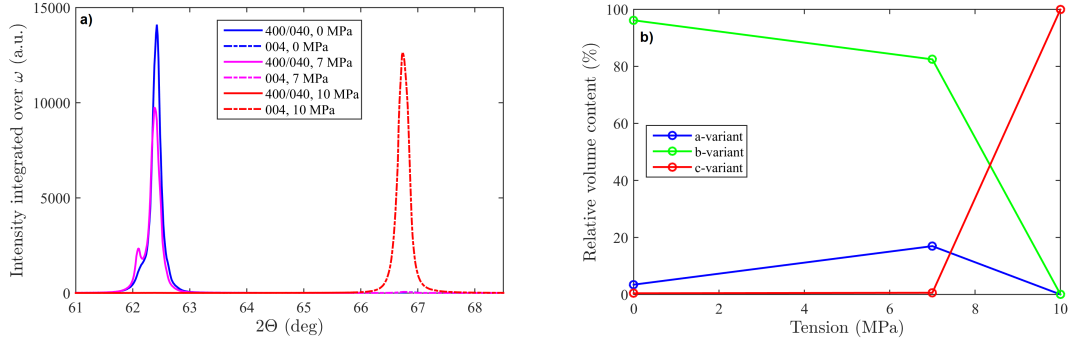 a)
15000
10000
5000
0
Intensity integrated over ω (a.u.)
400/040, 0 MPa
004, 0 MPa
400/040, 7 MPa
004, 7 MPa
400/040, 10 MPa
004, 10 MPa
61 62 63 64 65 66 67 68
2Θ (deg)
b)
100
80
60
40
20
0
Relative volume content (%)
a-variant
b-variant
c-variant
0 2 4 6 8 10
Tension (MPa)